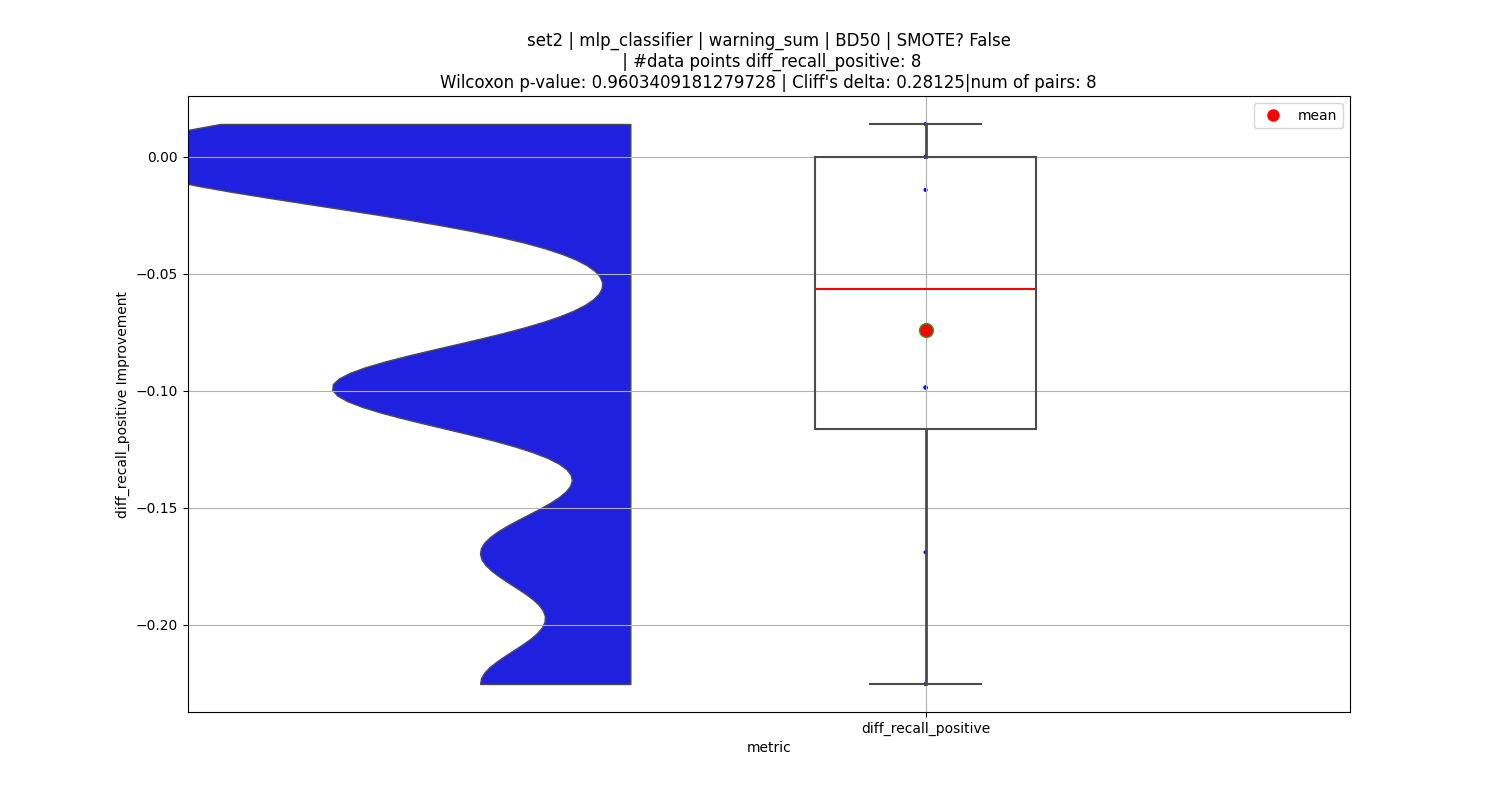 set2 | mlp_classifier | warning_sum | BD50 | SMOTE? False
| #data points diff_recall_positive: 8
Wilcoxon p-value: 0.9603409181279728 | Cliff's delta: 0.28125|num of pairs: 8
mean
0.00
−0.05
−0.10
−0.15
−0.20
diff_recall_positive Improvement
diff_recall_positive
metric